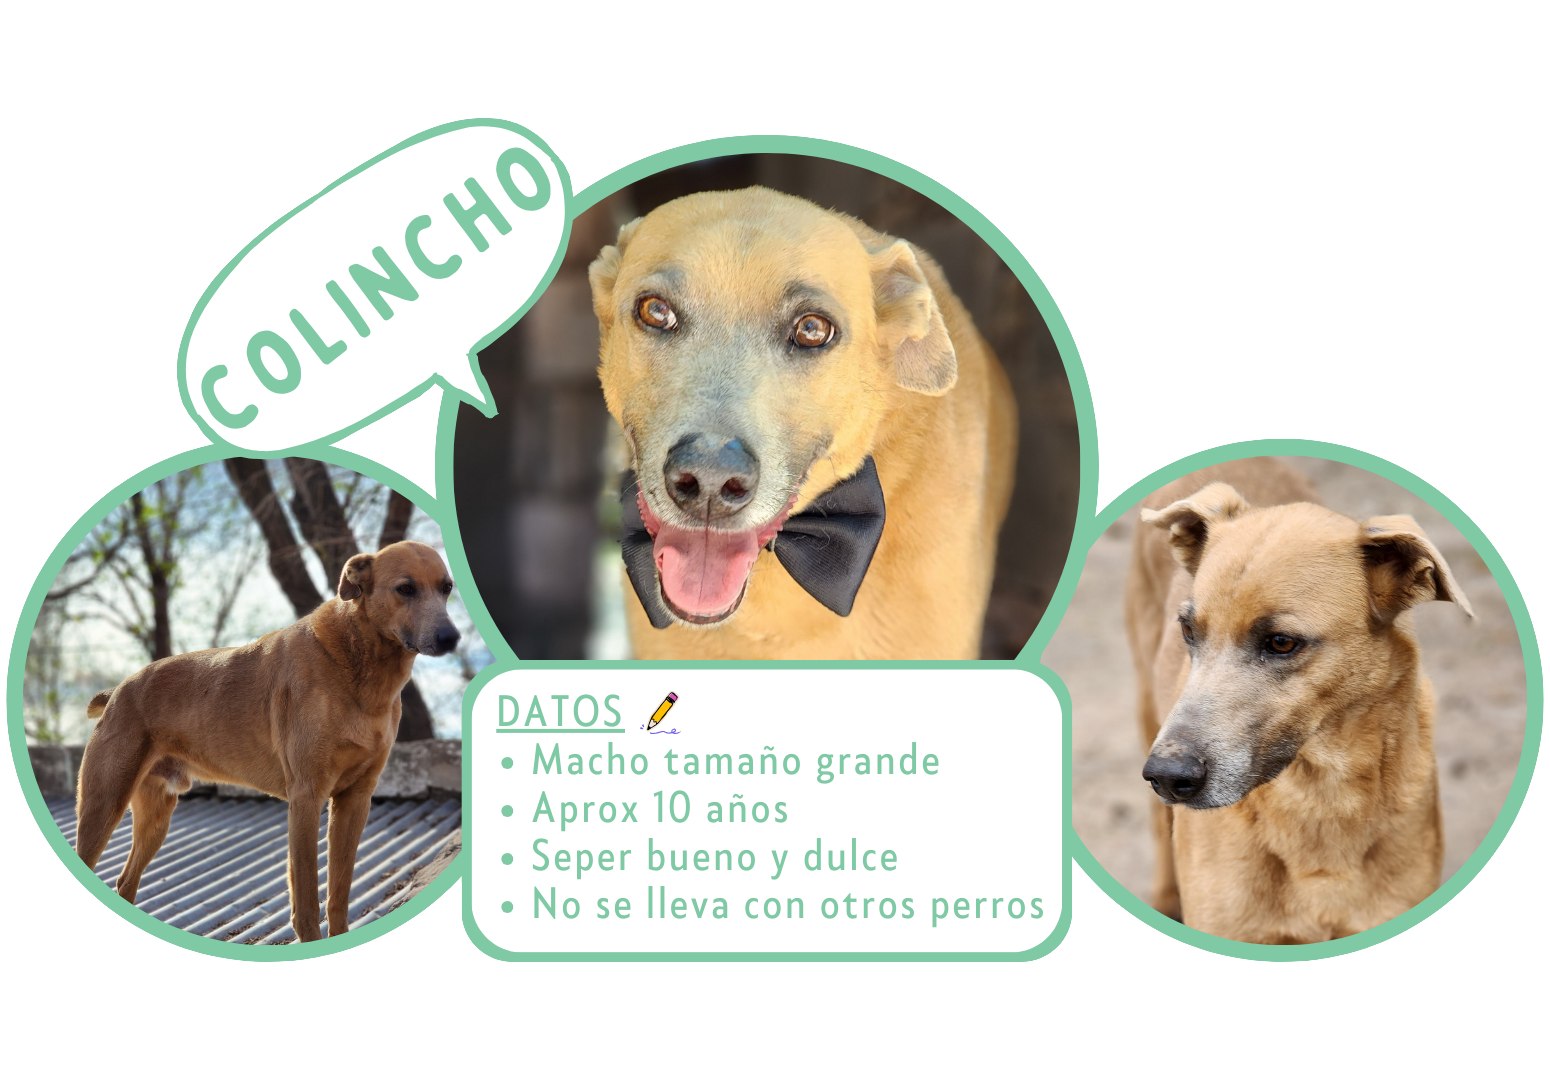 COLINCHO
DATOS
• Macho tamaño grande
• Aprox 10 años
• Seper bueno y dulce
• No se lleva con otros perros